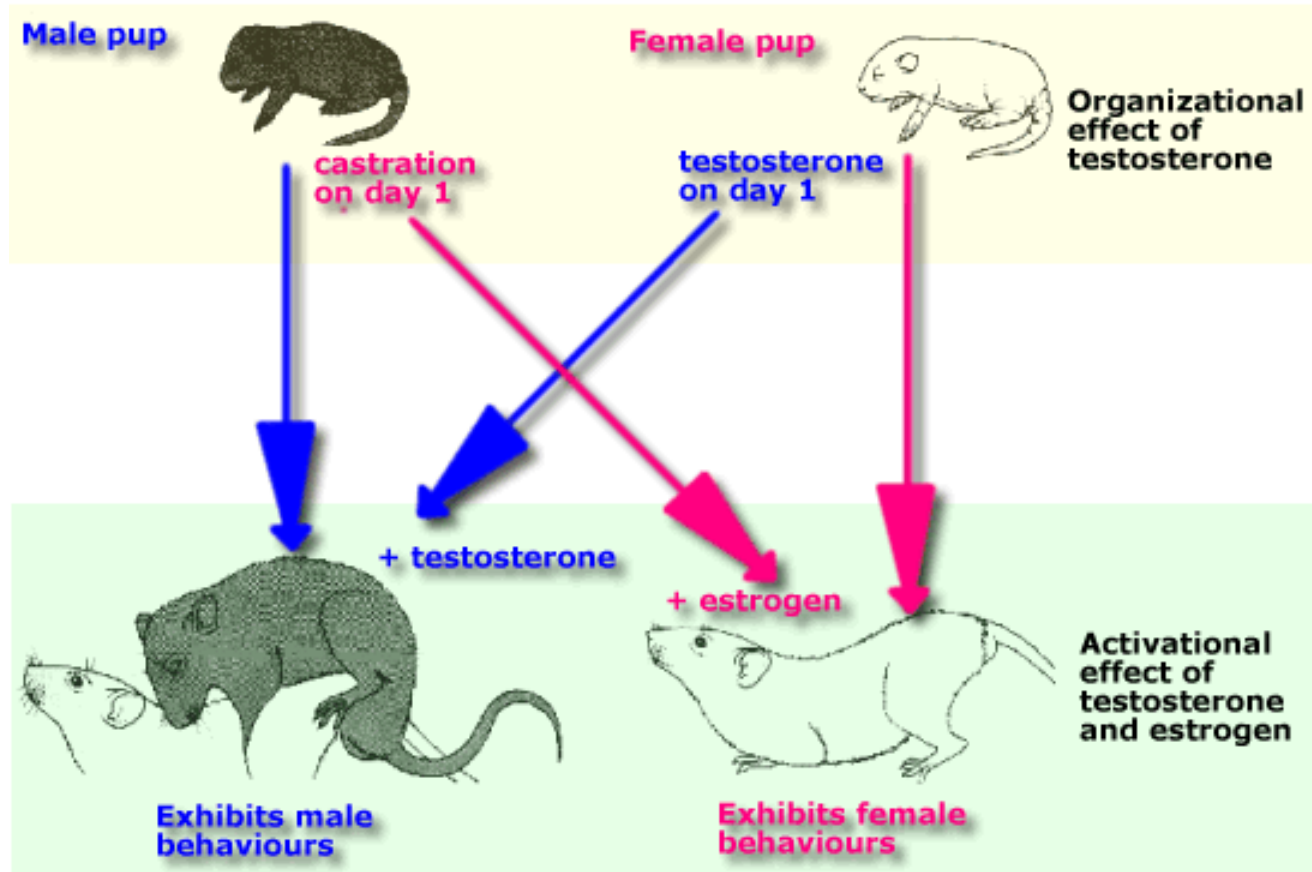 Male pup
Female pup
Organizational
effect of
testosterone
castration
on day 1
testosterone
on day 1
+ testosterone
+ estrogen
Activational
effect of
testosterone
and estrogen
Exhibits male
behaviours
Exhibits female
behaviours